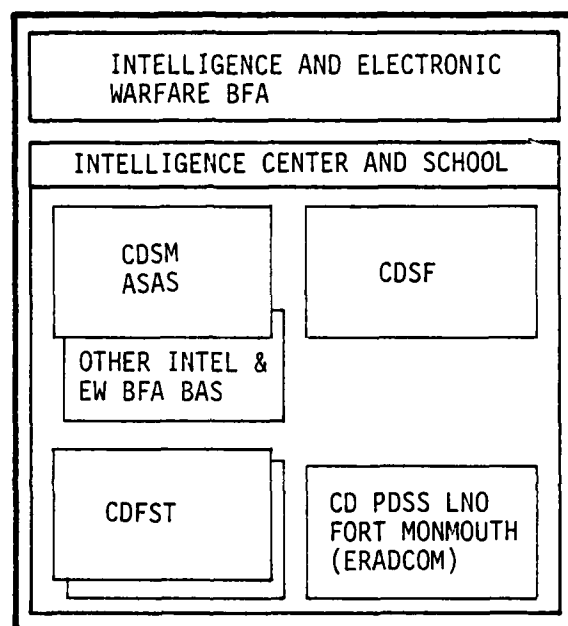 INTELLIGENCE AND ELECTRONIC
WARFARE BFA
INTELLIGENCE CENTER AND SCHOOL
CDSM
ASAS
CDSF
OTHER INTEL &
EW BFA BAS
CDFST
CD PDSS LNO
FORT MONMOUTH
(ERADCOM)